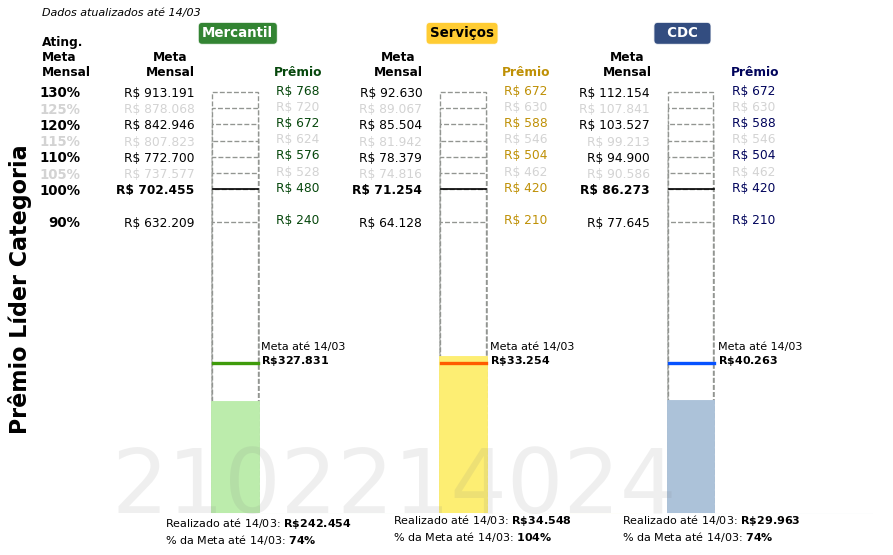 Dados atualizados até 14/03
Mercantil Serviços CDC
Ating. Meta Mensal
Meta Mensal Prêmio Meta Mensal Prêmio Meta Mensal Prêmio
130% R$ 913.191 R$ 768 R$ 92.630 R$ 672 R$ 112.154 R$ 672
125% R$ 878.068 R$ 720 R$ 89.067 R$ 630 R$ 107.841 R$ 630
120% R$ 842.946 R$ 672 R$ 85.504 R$ 588 R$ 103.527 R$ 588
115% R$ 807.823 R$ 624 R$ 81.942 R$ 546 R$ 99.213 R$ 546
110% R$ 772.700 R$ 576 R$ 78.379 R$ 504 R$ 94.900 R$ 504
105% R$ 737.577 R$ 528 R$ 74.816 R$ 462 R$ 90.586 R$ 462
100% R$ 702.455 R$ 480 R$ 71.254 R$ 420 R$ 86.273 R$ 420
90% R$ 632.209 R$ 240 R$ 64.128 R$ 210 R$ 77.645 R$ 210
Prêmio Líder Categoria
Meta até 14/03 Meta até 14/03 Meta até 14/03
R$327.831 R$33.254 R$40.263
2102214024
Realizado até 14/03: R$242.454 Realizado até 14/03: R$34.548 Realizado até 14/03: R$29.963
% da Meta até 14/03: 74% % da Meta até 14/03: 104% % da Meta até 14/03: 74%